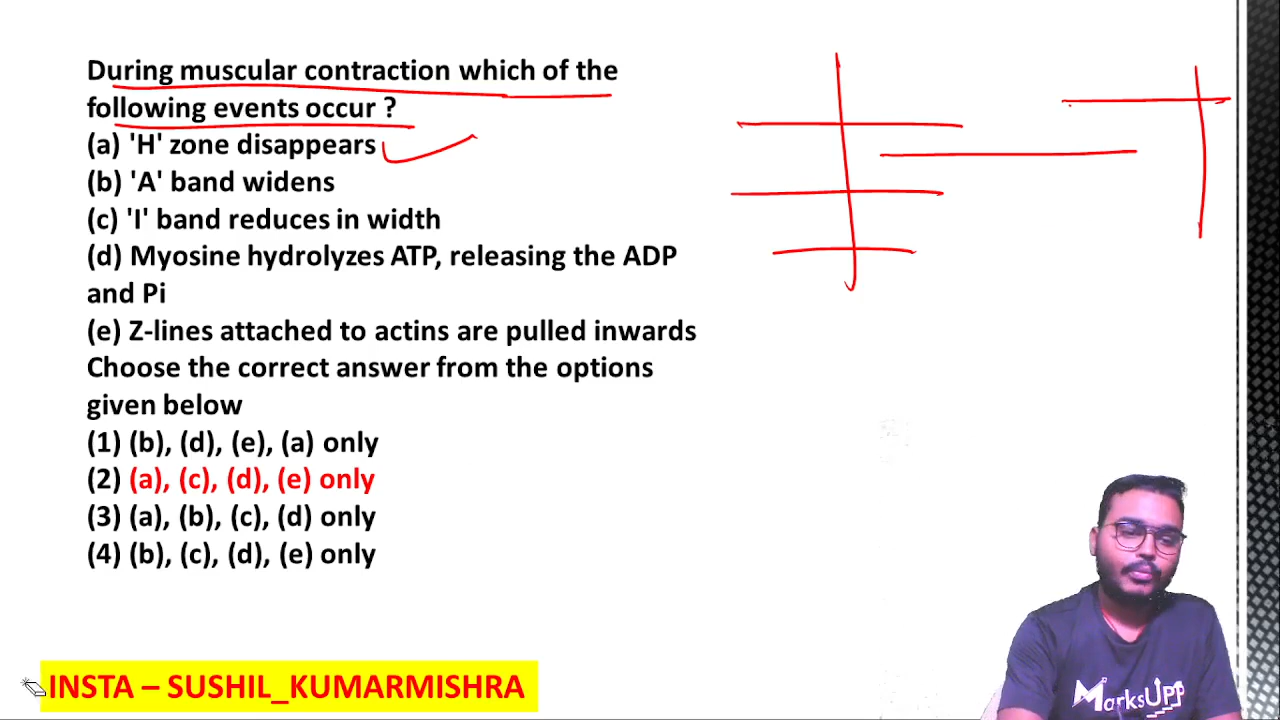 During muscular contraction which of the
following events occur ?
(a) 'H' zone disappears
(b) 'A' band widens
(c) 'I' band reduces in width
(d) Myosine hydrolyzes ATP, releasing the ADP
and Pi
(e) Z-lines attached to actins are pulled inwards
Choose the correct answer from the options
given below
(1) (b), (d), (e), (a) only
(2) (a), (c), (d), (e) only
(3) (a), (b), (c), (d) only
(4) (b), (c), (d), (e) only
INSTA – SUSHIL_KUMARMISHRA
MarksUpp